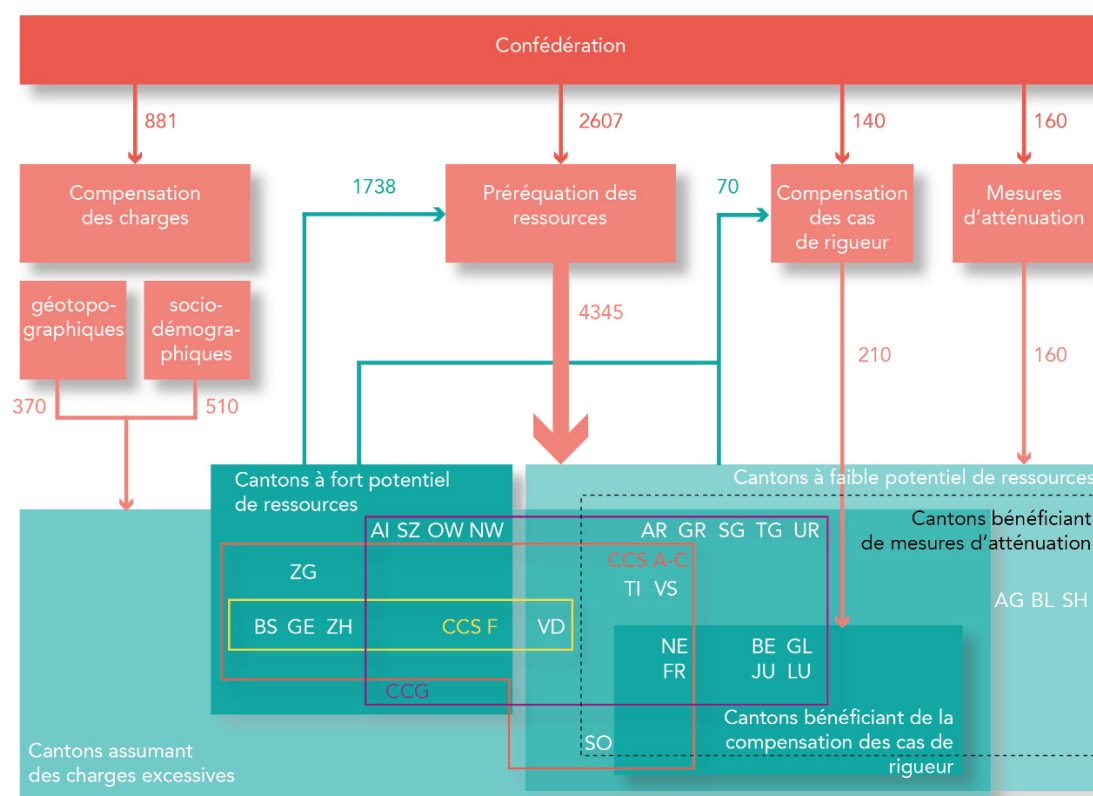 Confédération
881
2607
140
160
Compensation
des charges
1738
Préréquation des
ressources
70
Compensation
des cas
de rigueur
Mesures
d'atténuation
géotopo-
graphiques
socio-
démogra-
phiques
4345
210
160
370
510
Cantons à fort potentiel
de ressources
Cantons à faible potentiel de ressources
Cantons bénéficiant
de mesures d'atténuation
AI SZ OW NW
AR GR SG TG UR
CCS A-C
ZG
TI VS
AG BL SH
BS GE ZH
CCS F
VD
NE
FR
BE GL
JU LU
CCG
Cantons bénéficiant de la
compensation des cas de
rigueur
SO
Cantons assumant
des charges excessives